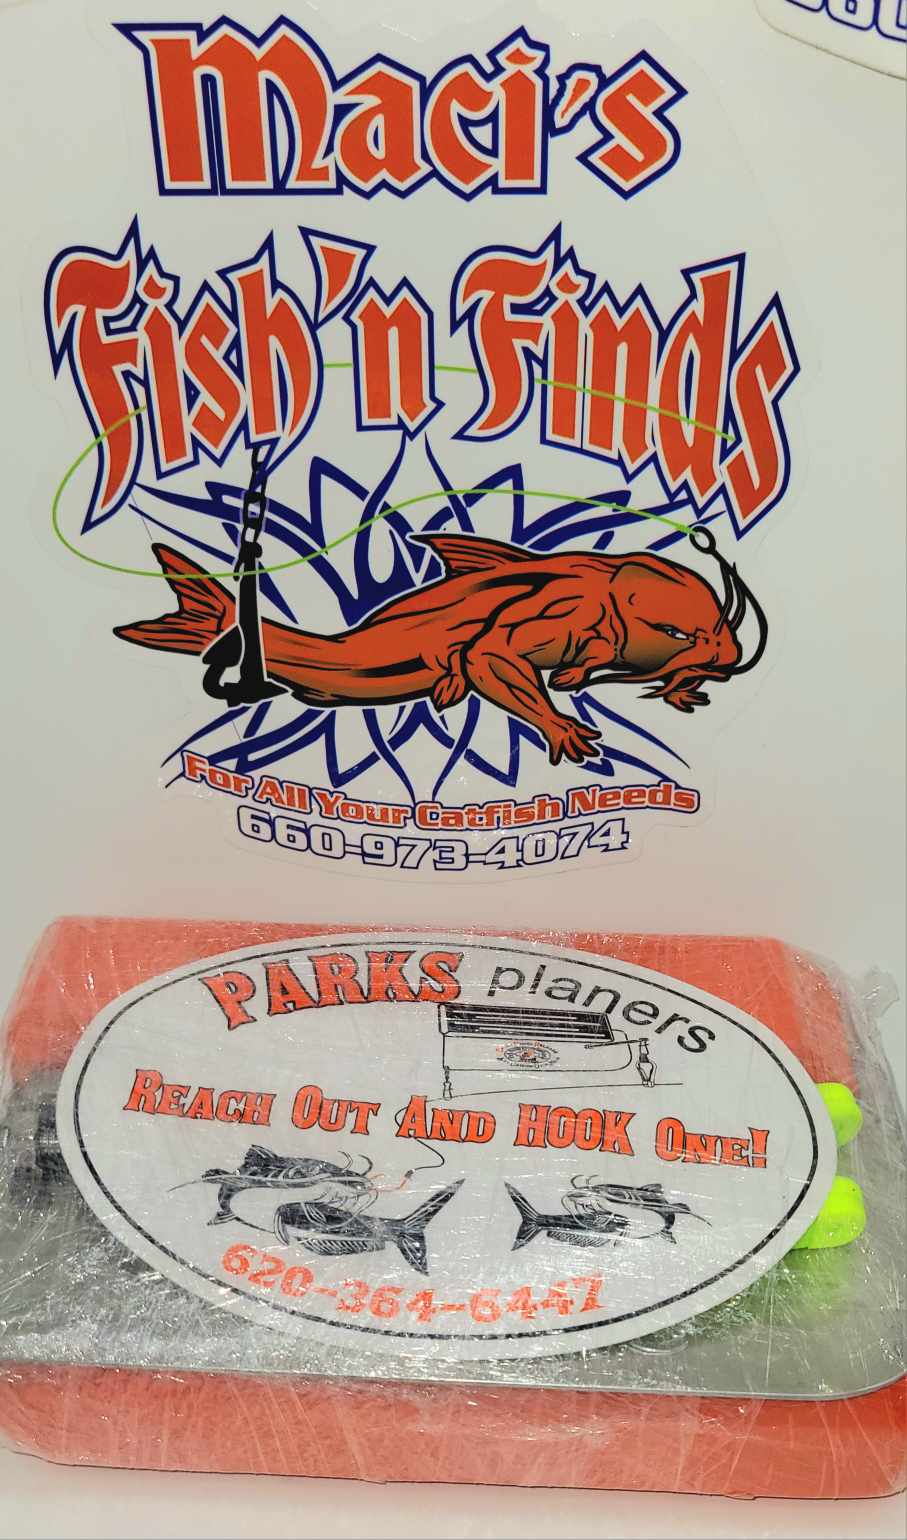 Maci's
Fish'n Finds
For All Your Catfish Needs
660-973-4074
PARKS planers
REACH OUT AND HOOK ONE!
620-364-6447